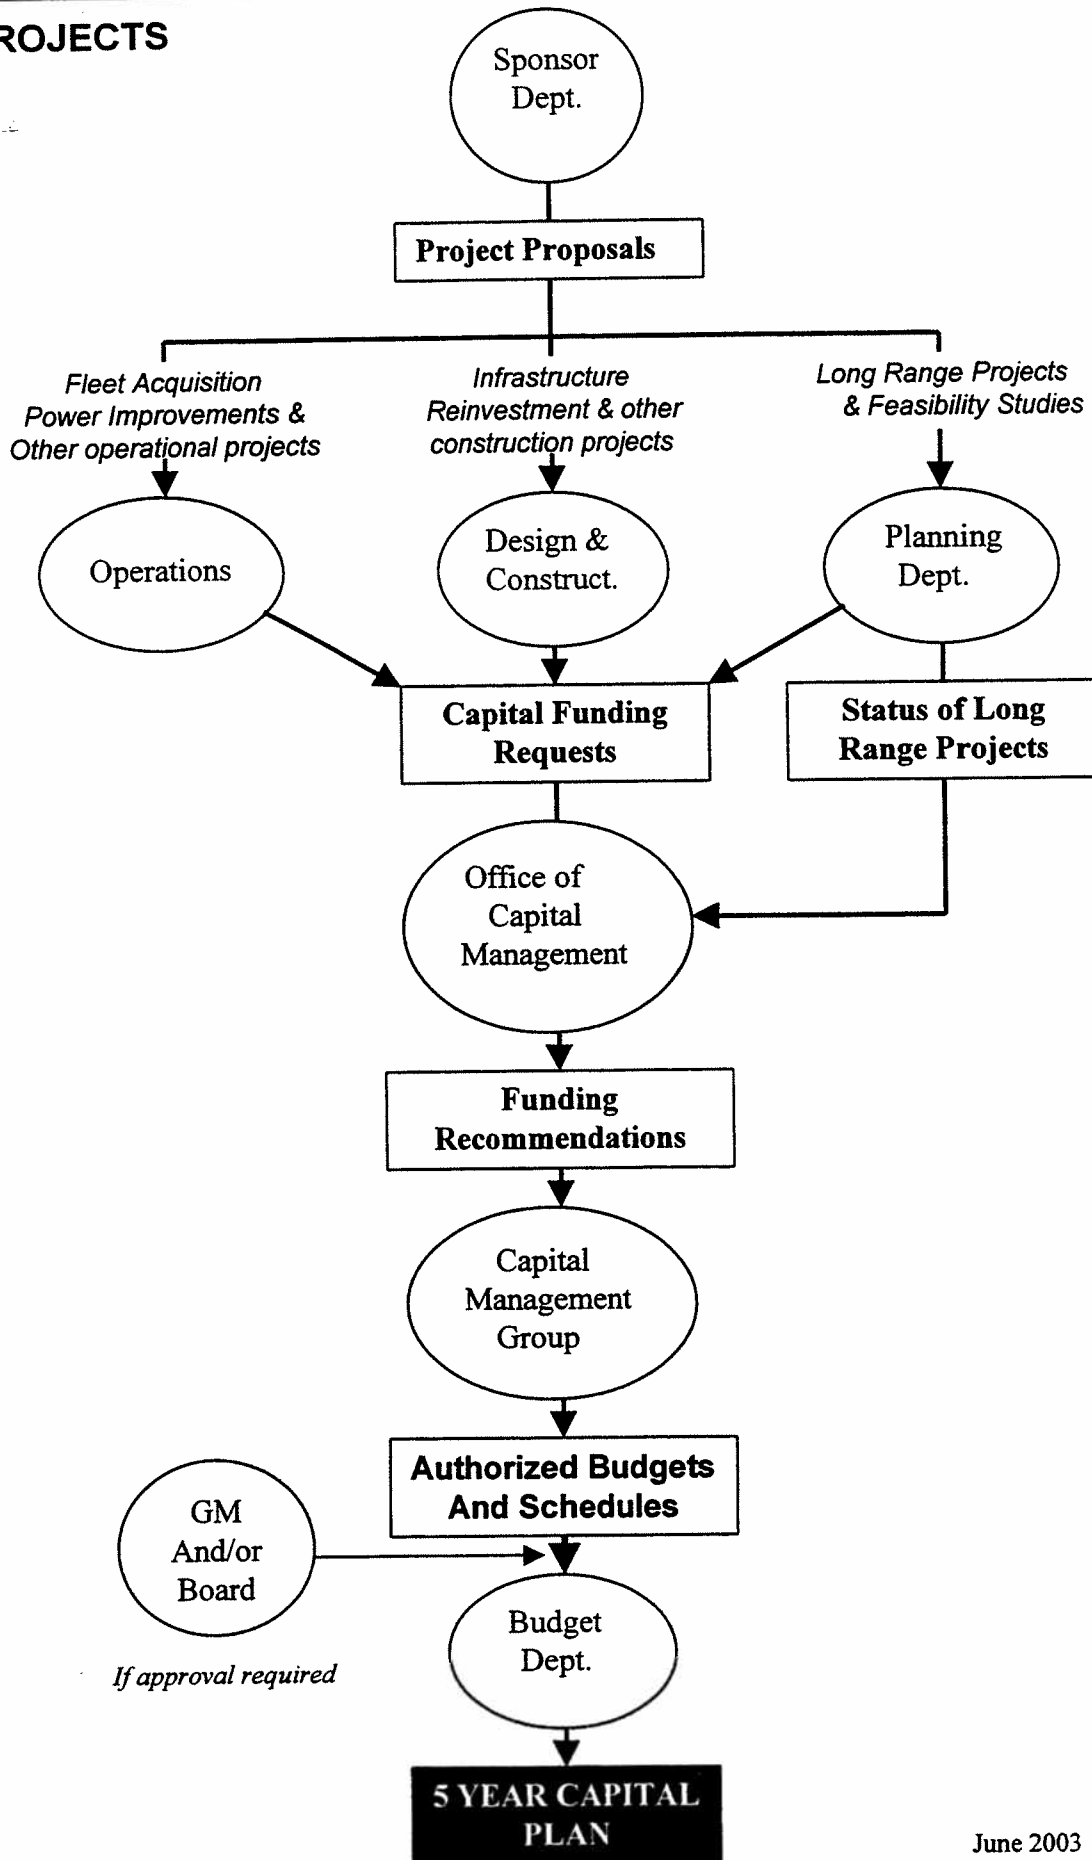 ROJECTS
Sponsor
Dept.
Project Proposals
Fleet Acquisition
Power Improvements &
Other operational projects
Infrastructure
Reinvestment & other
construction projects
Long Range Projects
& Feasibility Studies
Operations
Design &
Construct.
Planning
Dept.
Capital Funding
Requests
Status of Long
Range Projects
Office of
Capital
Management
Funding
Recommendations
Capital
Management
Group
Authorized Budgets
And Schedules
GM
And/or
Board
If approval required
Budget
Dept.
5 YEAR CAPITAL
PLAN
June 2003